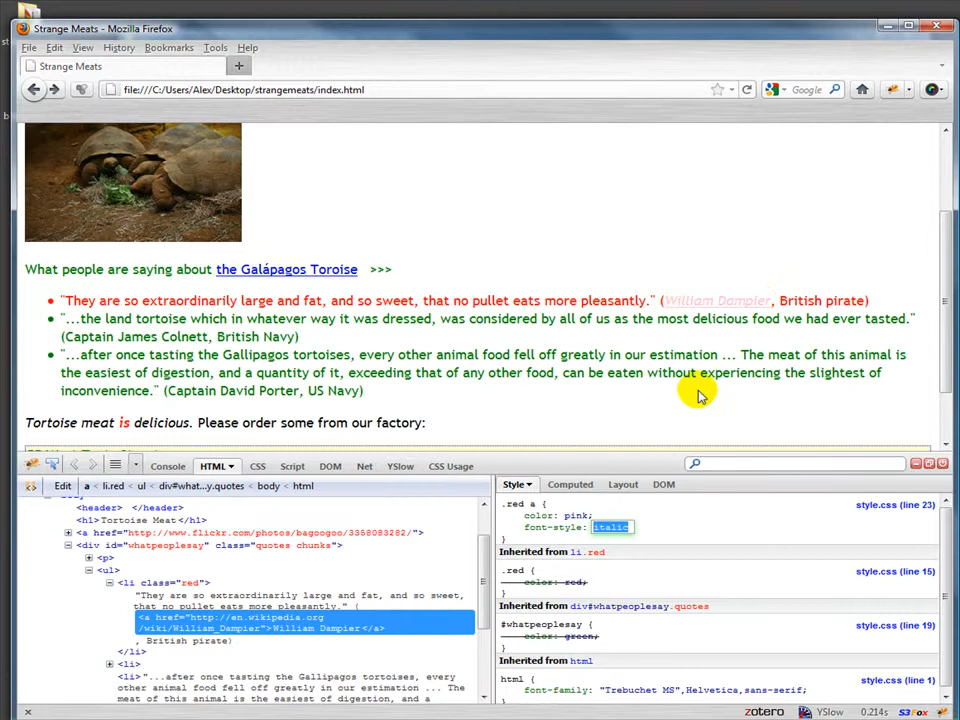 Strange Meats - Mozilla Firefox
File Edit View History Bookmarks Tools Help
Strange Meats
file:///C:/Users/Alex/Desktop/strangemeats/index.html
Google
What people are saying about the Galápagos Toroise >>>
"They are so extraordinarily large and fat, and so sweet, that no pullet eats more pleasantly." (William Dampier, British pirate)
"...the land tortoise which in whatever way it was dressed, was considered by all of us as the most delicious food we had ever tasted."
(Captain James Colnett, British Navy)
"...after once tasting the Gallipagos tortoises, every other animal food fell off greatly in our estimation ... The meat of this animal is
the easiest of digestion, and a quantity of it, exceeding that of any other food, can be eaten without experiencing the slightest of
inconvenience." (Captain David Porter, US Navy)
Tortoise meat is delicious. Please order some from our factory:
Console HTML CSS Script DOM Net YSlow CSS Usage
Edit a < li.red < ul < div#what...y.quotes < body < html
Style Computed Layout DOM
<header> </header>
<h1>Tortoise Meat</h1>
<a href="http://www.flickr.com/photos/bagoogoo/3358083282/">
<div id="whatpeoplesay" class="quotes chunks">
<p>
<ul>
<li class="red">
"They are so extraordinarily large and fat, and so sweet,
that no pullet eats more pleasantly." (
<a href="http://en.wikipedia.org
/wiki/William_Dampier">William Dampier</a>
, British pirate)
</li>
<li>
<li>"...after once tasting the Gallipagos tortoises, every
other animal food fell off greatly in our estimation ... The
meat of this animal is the easiest of digestion, and a
.red a { style.css (line 23)
color: pink;
font-style: italic
}
Inherited from li.red
.red { style.css (line 15)
color: red;
}
Inherited from div#whatpeoplesay.quotes
#whatpeoplesay { style.css (line 19)
color: green;
}
Inherited from html
html { style.css (line 1)
font-family: "Trebuchet MS",Helvetica,sans-serif;
zotero YSlow 0.214s S3Fox